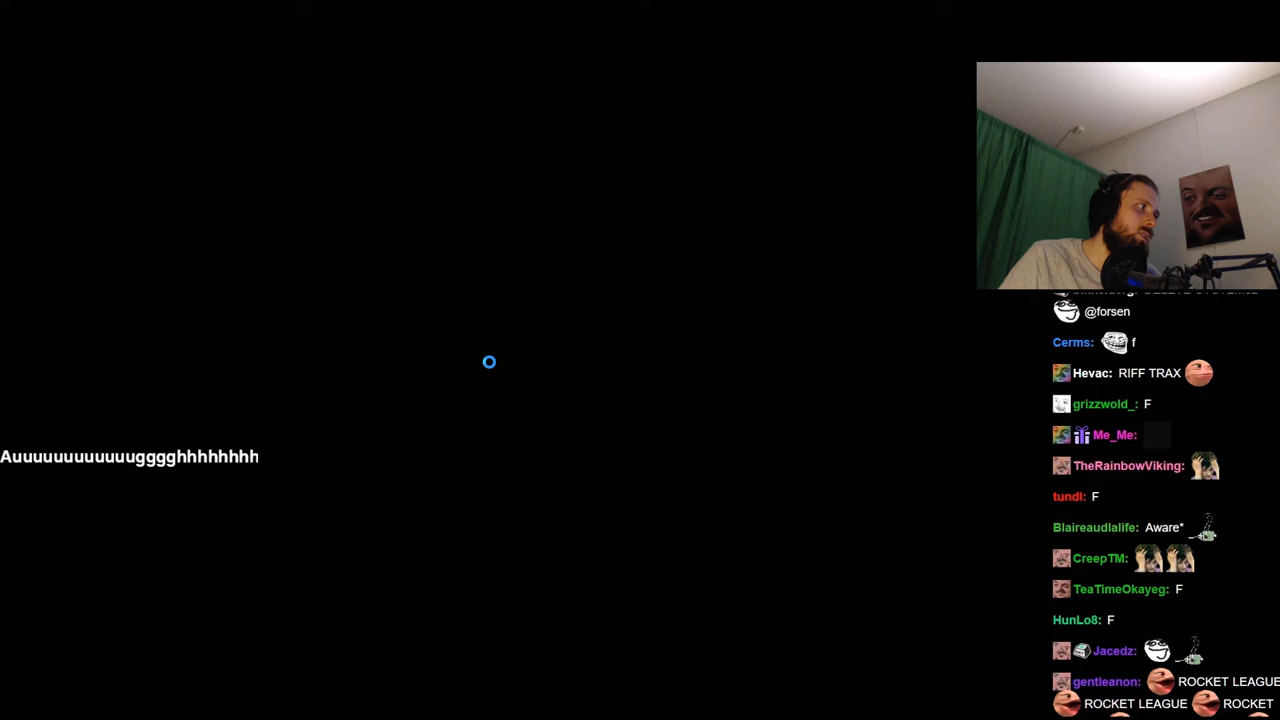 @forsen
Cerms: f
Hevac: RIFF TRAX
grizzwold_: F
Me_Me:
TheRainbowViking:
tundl: F
Auuuuuuuuuuuugggghhhhhhhh
Blaireaudlalife: Aware*
CreepTM:
TeaTimeOkayeg: F
HunLo8: F
Jacedz:
gentleanon: ROCKET LEAGUE
ROCKET LEAGUE ROCKET